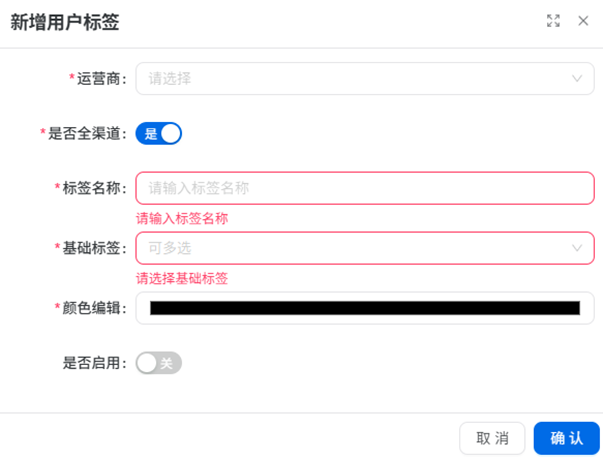 新增用户标签
*运营商: 请选择
*是否全渠道: 是
*标签名称: 请输入标签名称
请输入标签名称
*基础标签: 可多选
请选择基础标签
*颜色编辑:
是否启用: 关
取 消 确 认